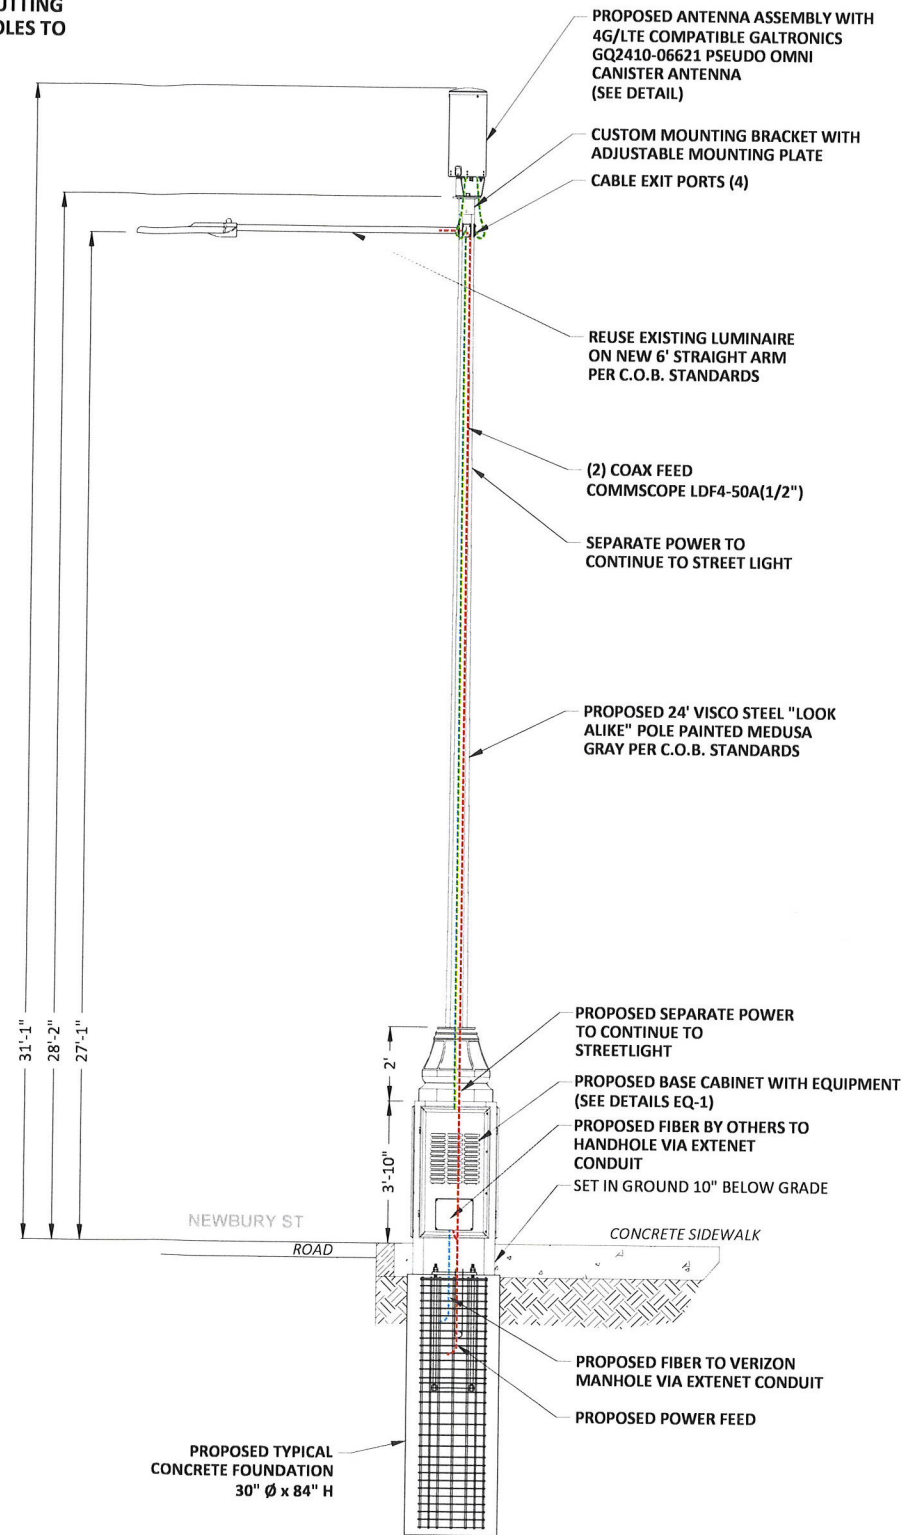 UTTING
OLES TO
PROPOSED ANTENNA ASSEMBLY WITH
4G/LTE COMPATIBLE GALTRONICS
GQ2410-06621 PSEUDO OMNI
CANISTER ANTENNA
(SEE DETAIL)
CUSTOM MOUNTING BRACKET WITH
ADJUSTABLE MOUNTING PLATE
CABLE EXIT PORTS (4)
REUSE EXISTING LUMINAIRE
ON NEW 6' STRAIGHT ARM
PER C.O.B. STANDARDS
(2) COAX FEED
COMMSCOPE LDF4-50A(1/2")
SEPARATE POWER TO
CONTINUE TO STREET LIGHT
PROPOSED 24' VISCO STEEL "LOOK
ALIKE" POLE PAINTED MEDUSA
GRAY PER C.O.B. STANDARDS
31'-1"
28'-2"
27'-1"
2'
3'-10"
PROPOSED SEPARATE POWER
TO CONTINUE TO
STREETLIGHT
PROPOSED BASE CABINET WITH EQUIPMENT
(SEE DETAILS EQ-1)
PROPOSED FIBER BY OTHERS TO
HANDHOLE VIA EXTENET
CONDUIT
SET IN GROUND 10" BELOW GRADE
NEWBURY ST
ROAD
CONCRETE SIDEWALK
PROPOSED FIBER TO VERIZON
MANHOLE VIA EXTENET CONDUIT
PROPOSED POWER FEED
PROPOSED TYPICAL
CONCRETE FOUNDATION
30" Ø x 84" H